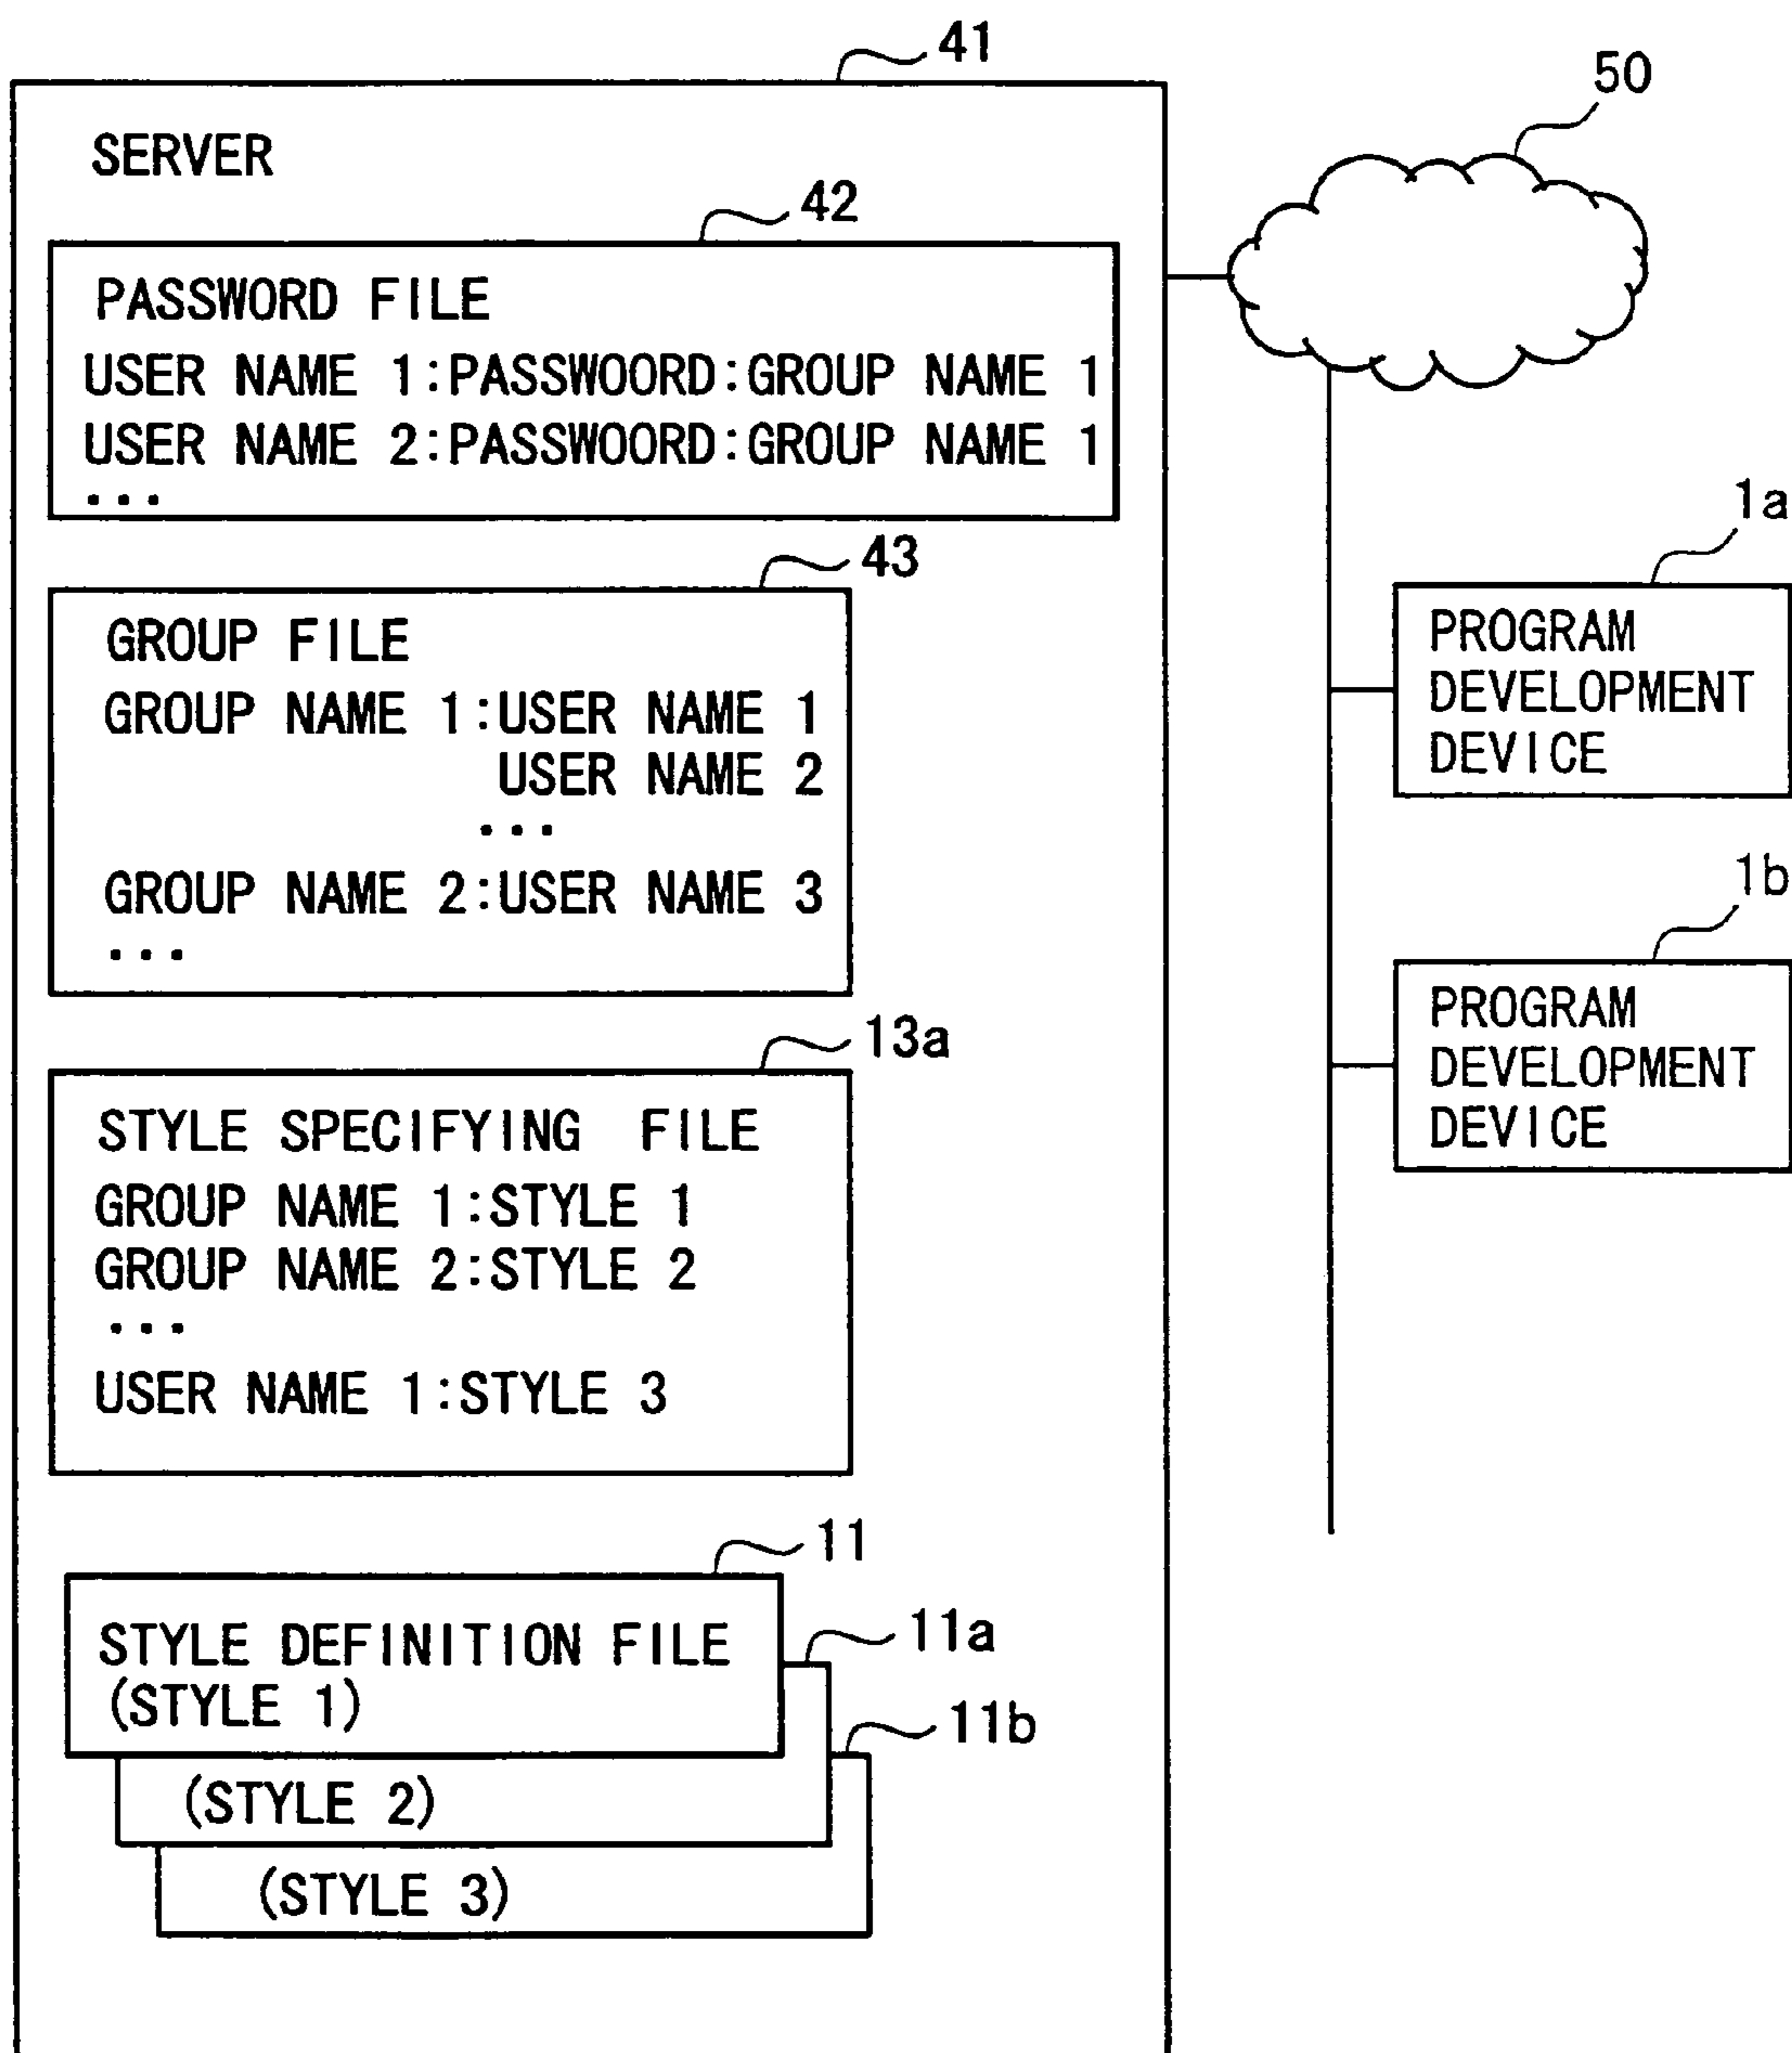 41
SERVER
42
PASSWORD FILE
USER NAME 1:PASSWOORD:GROUP NAME 1
USER NAME 2:PASSWOORD:GROUP NAME 1
...
43
GROUP FILE
GROUP NAME 1:USER NAME 1
USER NAME 2
...
GROUP NAME 2:USER NAME 3
...
13a
STYLE SPECIFYING FILE
GROUP NAME 1:STYLE 1
GROUP NAME 2:STYLE 2
...
USER NAME 1:STYLE 3
11
STYLE DEFINITION FILE
(STYLE 1)
11a
(STYLE 2)
11b
(STYLE 3)
50
1a
PROGRAM
DEVELOPMENT
DEVICE
1b
PROGRAM
DEVELOPMENT
DEVICE